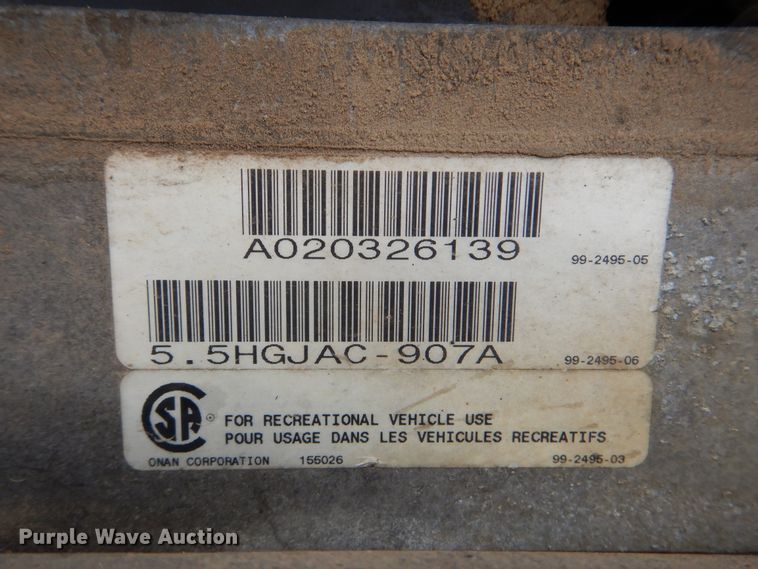 A020326139
99-2495-05
5.5HGJAC-907A
99-2495-06
CSA ® FOR RECREATIONAL VEHICLE USE
POUR USAGE DANS LES VEHICULES RECREATIFS
ONAN CORPORATION 155026 99-2495-03
Purple Wave Auction